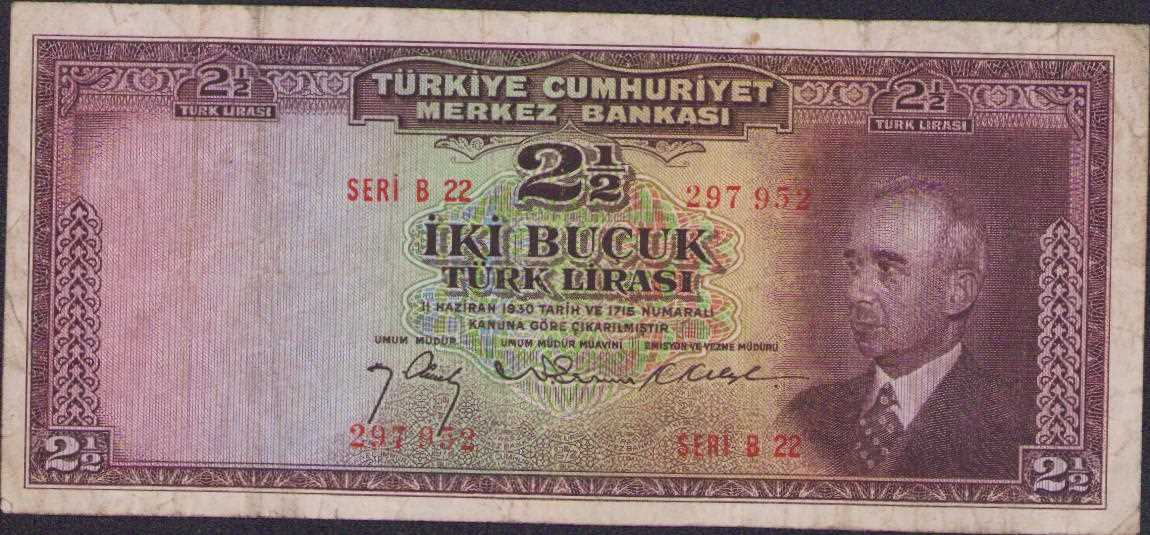 2½
TÜRK LİRASI
TÜRKİYE CUMHURİYET
MERKEZ BANKASI
2½
TÜRK LİRASI
2½
SERİ B 22
297 952
İKİ BUÇUK
TÜRK LİRASI
11 HAZİRAN 1930 TARİH VE 1715 NUMARALI
KANUNA GÖRE ÇIKARILMIŞTIR
UMUM MÜDÜR
UMUM MÜDÜR MUAVİNİ
EMİSYON VE VEZNE MÜDÜRÜ
297 952
SERİ B 22
2½
2½